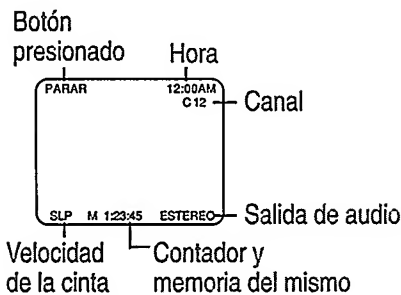 Botón
presionado
Hora
PARAR
12:00AM
C 12
Canal
SLP M 1:23:45 ESTEREO
Salida de audio
Velocidad
de la cinta
Contador y
memoria del mismo